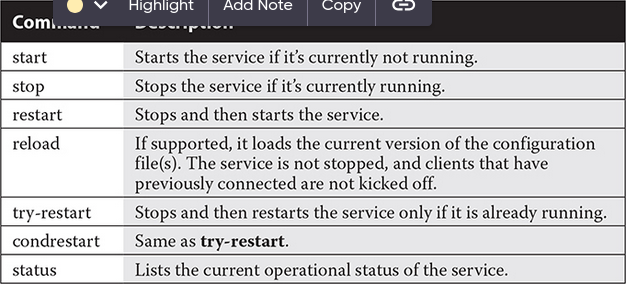 Highlight Add Note Copy
Command Description
start Starts the service if it's currently not running.
stop Stops the service if it's currently running.
restart Stops and then starts the service.
reload If supported, it loads the current version of the configuration
file(s). The service is not stopped, and clients that have
previously connected are not kicked off.
try-restart Stops and then restarts the service only if it is already running.
condrestart Same as try-restart.
status Lists the current operational status of the service.